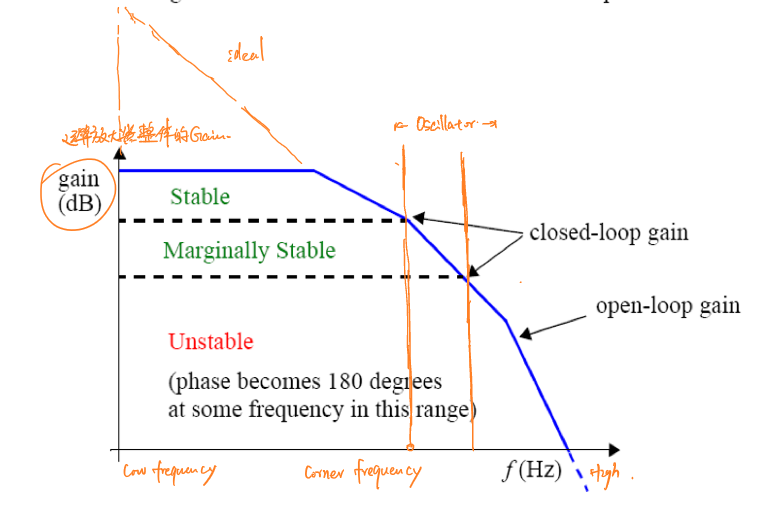 ideal
← Oscillator →
运算放大器整体的Gain
gain
(dB)
Stable
closed-loop gain
Marginally Stable
open-loop gain
Unstable
(phase becomes 180 degrees
at some frequency in this range)
Low frequency
Corner frequency
f(Hz)
High.